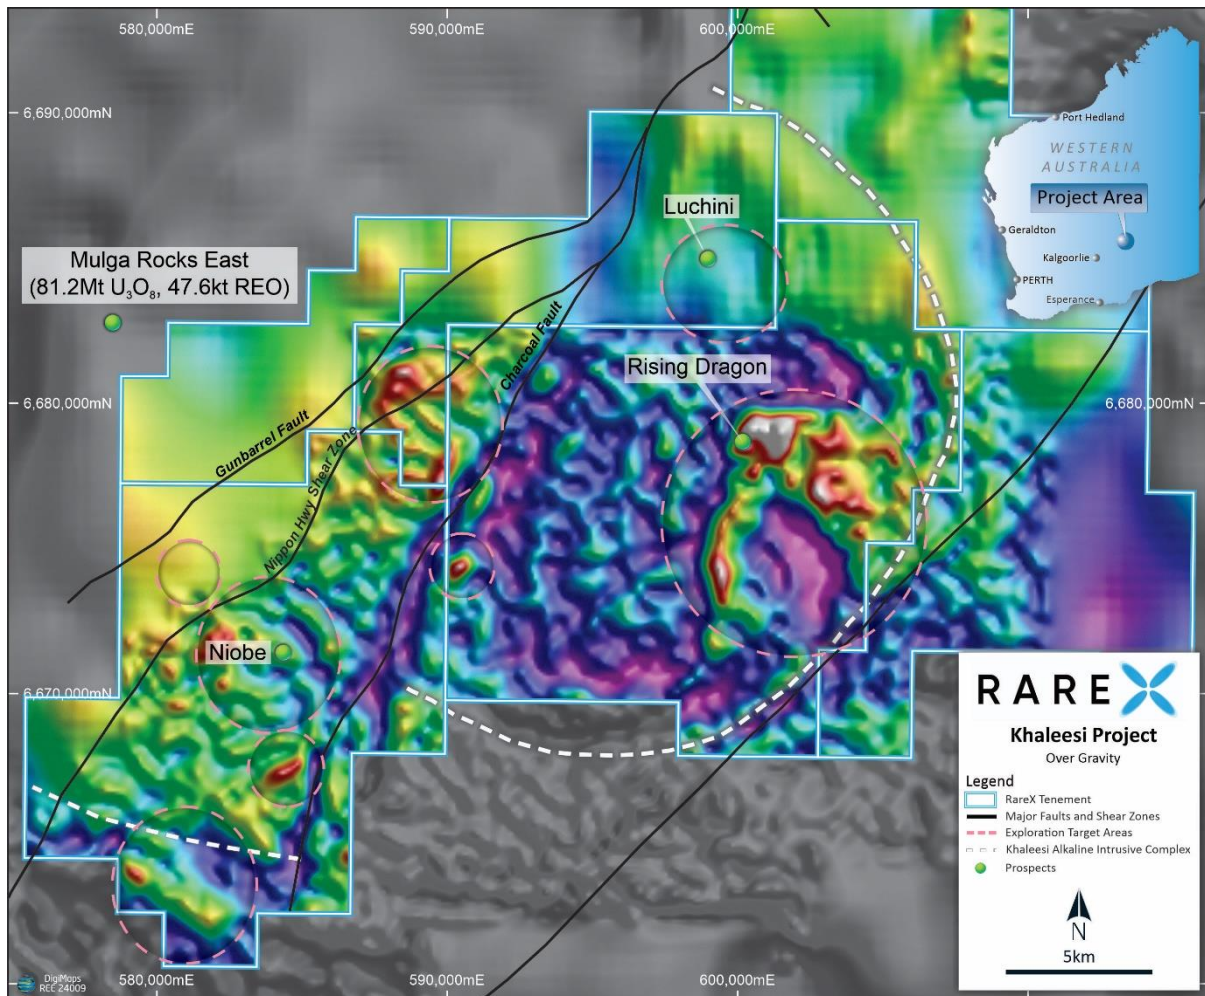 580,000mE
590,000mE
600,000mE
6,690,000mN
Port Hedland
WESTERN
AUSTRALIA
Project Area
Geraldton
Kalgoorlie
PERTH
Esperance
Luchini
Mulga Rocks East
(81.2Mt U₃O₈, 47.6kt REO)
Charcoal Fault
Rising Dragon
6,680,000mN
6,680,000mN
Gunbarrel Fault
Nippon Hwy Shear Zone
Niobe
6,670,000mN
RAREX
Khaleesi Project
Over Gravity
Legend
RareX Tenement
Major Faults and Shear Zones
Exploration Target Areas
Khaleesi Alkaline Intrusive Complex
Prospects
N
5km
DigiMaps
REE 24009
580,000mE
590,000mE
600,000mE